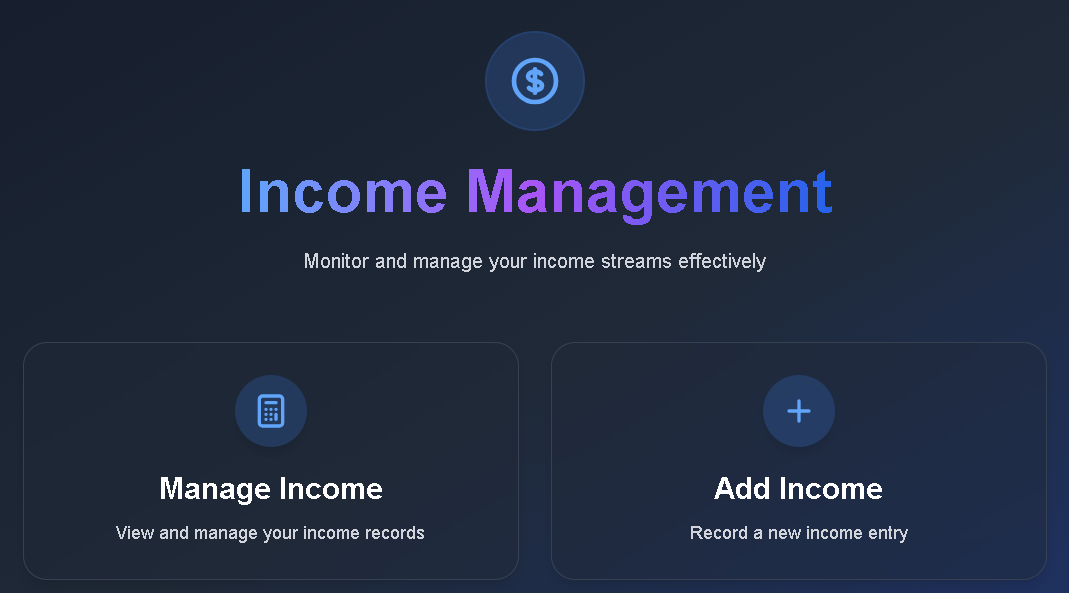 Income Management
Monitor and manage your income streams effectively
Manage Income
View and manage your income records
Add Income
Record a new income entry